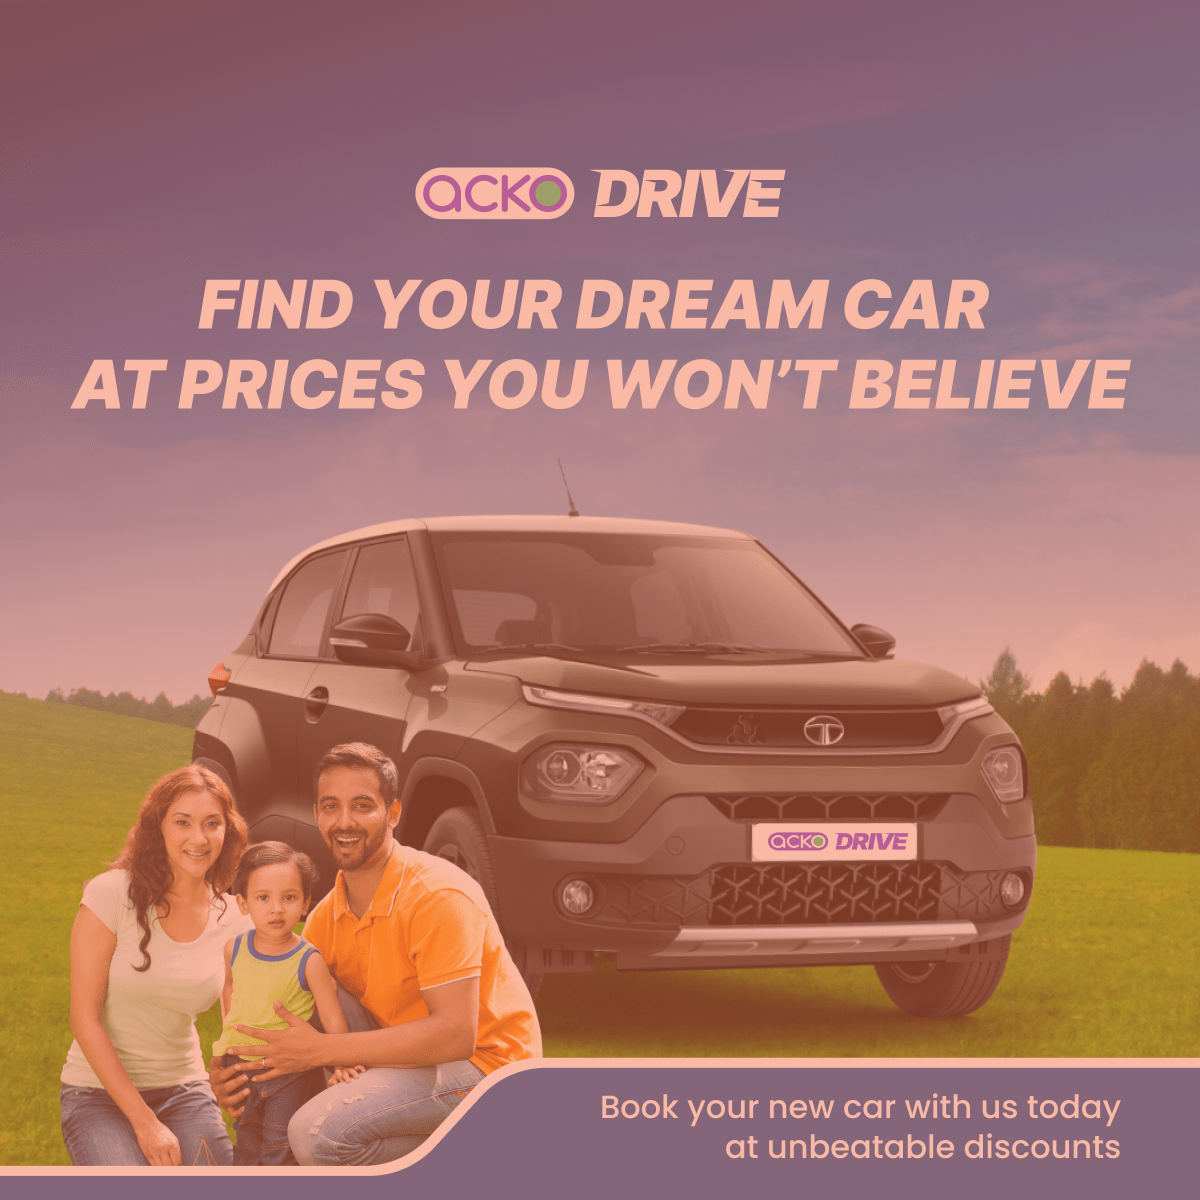 acko DRIVE
FIND YOUR DREAM CAR
AT PRICES YOU WON'T BELIEVE
acko DRIVE
Book your new car with us today
at unbeatable discounts